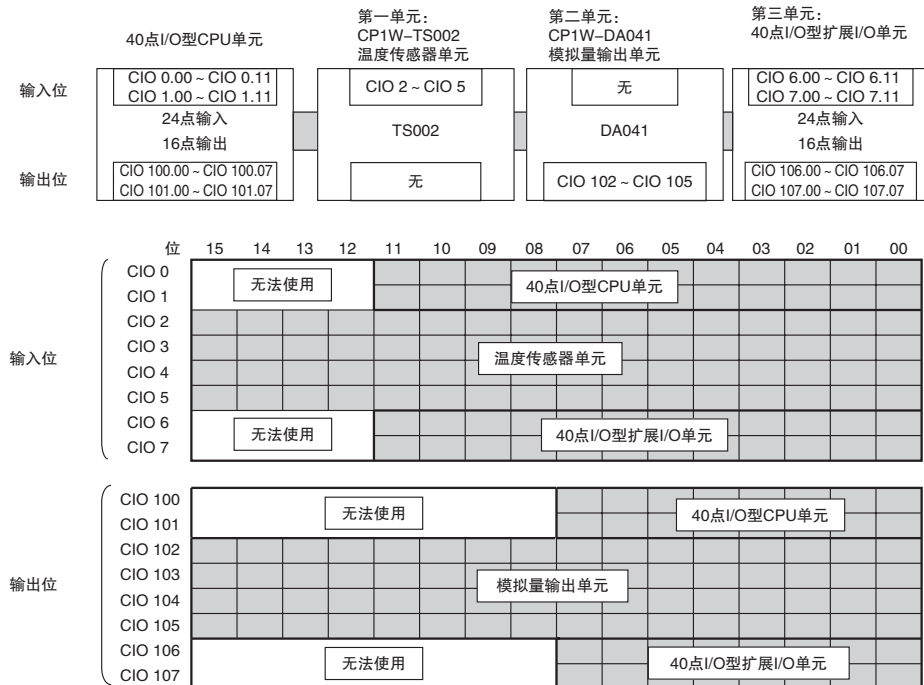 40点I/O型CPU单元
第一单元：
CP1W-TS002
温度传感器单元
第二单元：
CP1W-DA041
模拟量输出单元
第三单元：
40点I/O型扩展I/O单元
输入位
CIO 0.00 ~ CIO 0.11
CIO 1.00 ~ CIO 1.11
24点输入
16点输出
CIO 100.00 ~ CIO 100.07
CIO 101.00 ~ CIO 101.07
输出位
CIO 2 ~ CIO 5
TS002
无
无
DA041
CIO 102 ~ CIO 105
CIO 6.00 ~ CIO 6.11
CIO 7.00 ~ CIO 7.11
24点输入
16点输出
CIO 106.00 ~ CIO 106.07
CIO 107.00 ~ CIO 107.07
位 15 14 13 12 11 10 09 08 07 06 05 04 03 02 01 00
输入位
CIO 0
CIO 1
CIO 2
CIO 3
CIO 4
CIO 5
CIO 6
CIO 7
无法使用
40点I/O型CPU单元
温度传感器单元
无法使用
40点I/O型扩展I/O单元
输出位
CIO 100
CIO 101
CIO 102
CIO 103
CIO 104
CIO 105
CIO 106
CIO 107
无法使用
40点I/O型CPU单元
模拟量输出单元
无法使用
40点I/O型扩展I/O单元